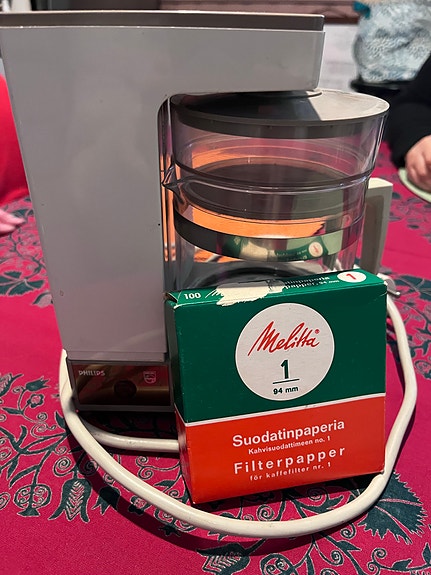 PHILIPS
100
1
Melitta®
1
94 mm
Suodatinpaperia
Kahvisuodattimeen no. 1
Filterpapper
för kaffefilter nr. 1